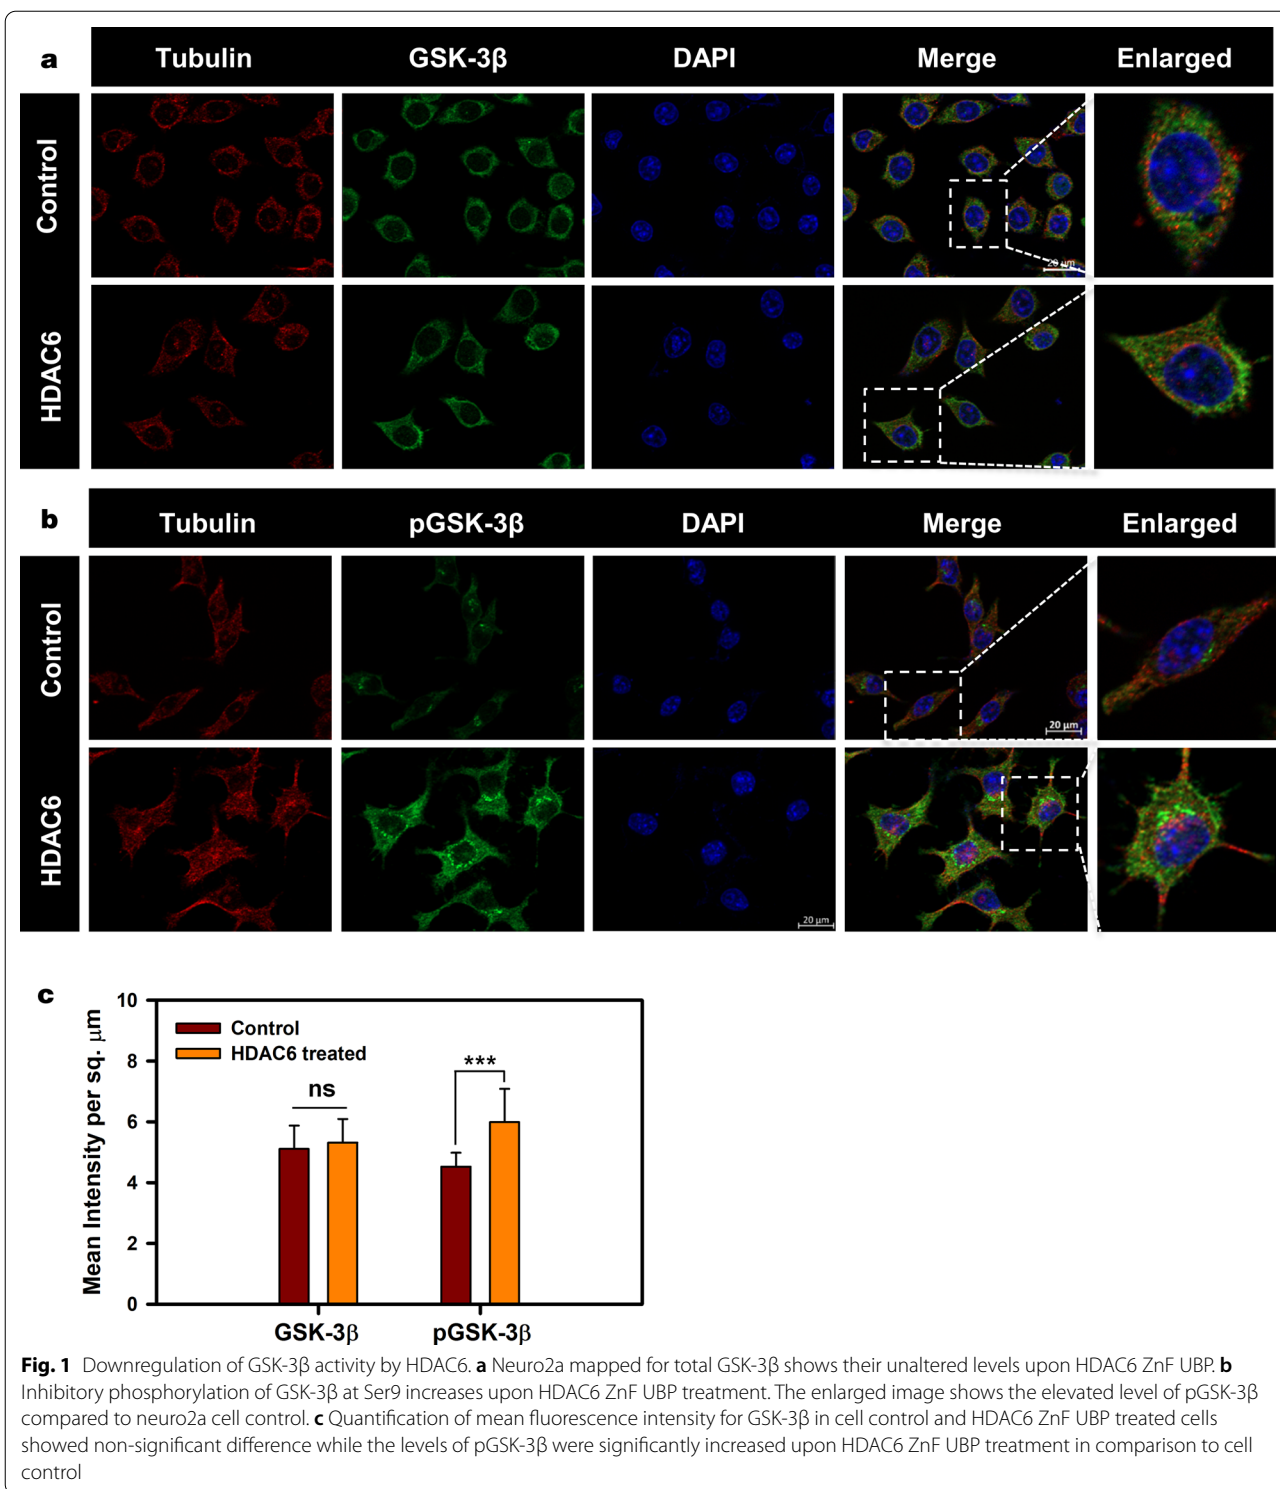 a
Tubulin GSK-3β DAPI Merge Enlarged
Control
20 μm
HDAC6
b
Tubulin pGSK-3β DAPI Merge Enlarged
Control
20 μm
HDAC6
20 μm
c
Mean Intensity per sq. μm
10
8
6
4
2
0
Control
HDAC6 treated
ns
***
GSK-3β pGSK-3β
Fig. 1 Downregulation of GSK-3β activity by HDAC6. a Neuro2a mapped for total GSK-3β shows their unaltered levels upon HDAC6 ZnF UBP. b
Inhibitory phosphorylation of GSK-3β at Ser9 increases upon HDAC6 ZnF UBP treatment. The enlarged image shows the elevated level of pGSK-3β
compared to neuro2a cell control. c Quantification of mean fluorescence intensity for GSK-3β in cell control and HDAC6 ZnF UBP treated cells
showed non-significant difference while the levels of pGSK-3β were significantly increased upon HDAC6 ZnF UBP treatment in comparison to cell
control